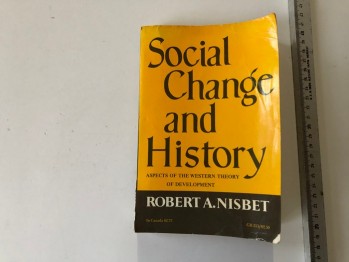 Social
Change
and
History
ASPECTS OF THE WESTERN THEORY
OF DEVELOPMENT
ROBERT A. NISBET